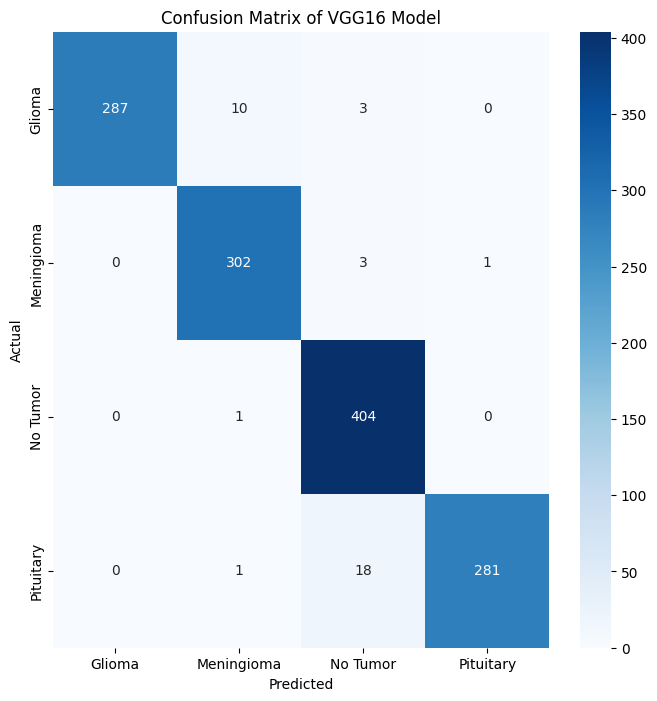 Confusion Matrix of VGG16 Model
Glioma
287 10 3 0
Meningioma
0 302 3 1
No Tumor
0 1 404 0
Pituitary
0 1 18 281
Actual
Glioma Meningioma No Tumor Pituitary
Predicted
400
350
300
250
200
150
100
50
0